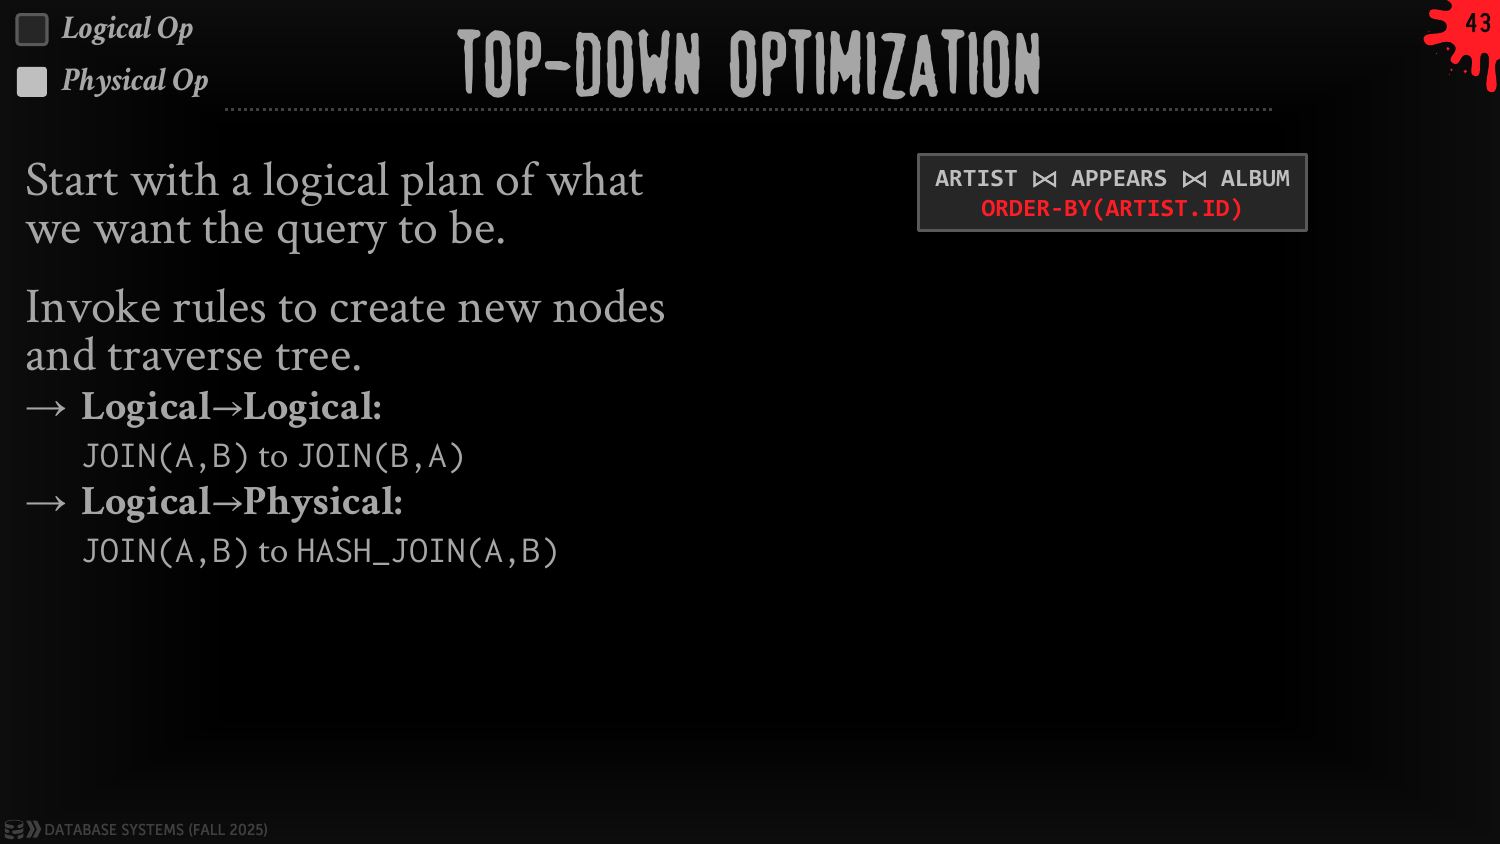 Logical Op
Physical Op
TOP-DOWN OPTIMIZATION
43
Start with a logical plan of what
we want the query to be.
Invoke rules to create new nodes
and traverse tree.
→ Logical→Logical:
JOIN(A,B) to JOIN(B,A)
→ Logical→Physical:
JOIN(A,B) to HASH_JOIN(A,B)
ARTIST ⋈ APPEARS ⋈ ALBUM
ORDER-BY(ARTIST.ID)
DATABASE SYSTEMS (FALL 2025)